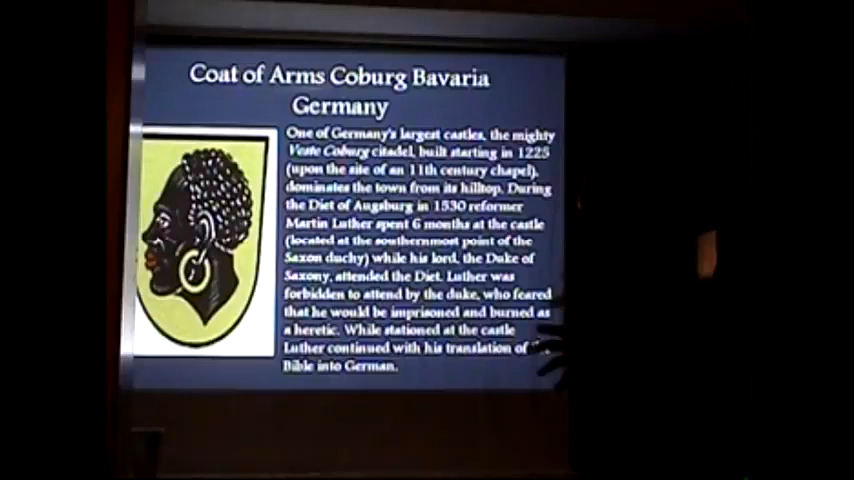 Coat of Arms Coburg Bavaria
Germany
One of Germany's largest castles, the mighty
Veste Coburg citadel, built starting in 1225
(upon the site of an 11th century chapel),
dominates the town from its hilltop. During
the Diet of Augsburg in 1530 reformer
Martin Luther spent 6 months at the castle
(located at the southernmost point of the
Saxon duchy) while his lord, the Duke of
Saxony, attended the Diet. Luther was
forbidden to attend by the duke, who feared
that he would be imprisoned and burned as
a heretic. While stationed at the castle
Luther continued with his translation of
Bible into German.